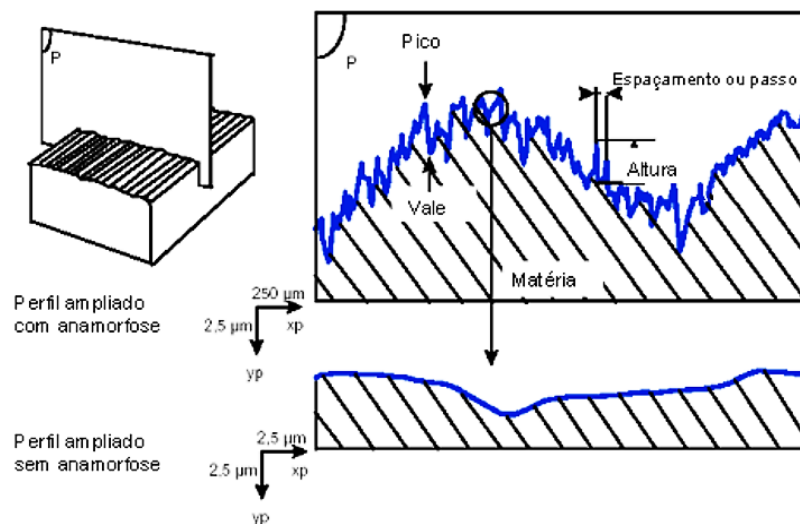 P
P
Pico
Espaçamento ou passo
Altura
Vale
Matéria
Perfil ampliado
com anamorfose
250 µm
xp
2,5 µm
yp
Perfil ampliado
sem anamorfose
2,5 µm
xp
2,5 µm
yp